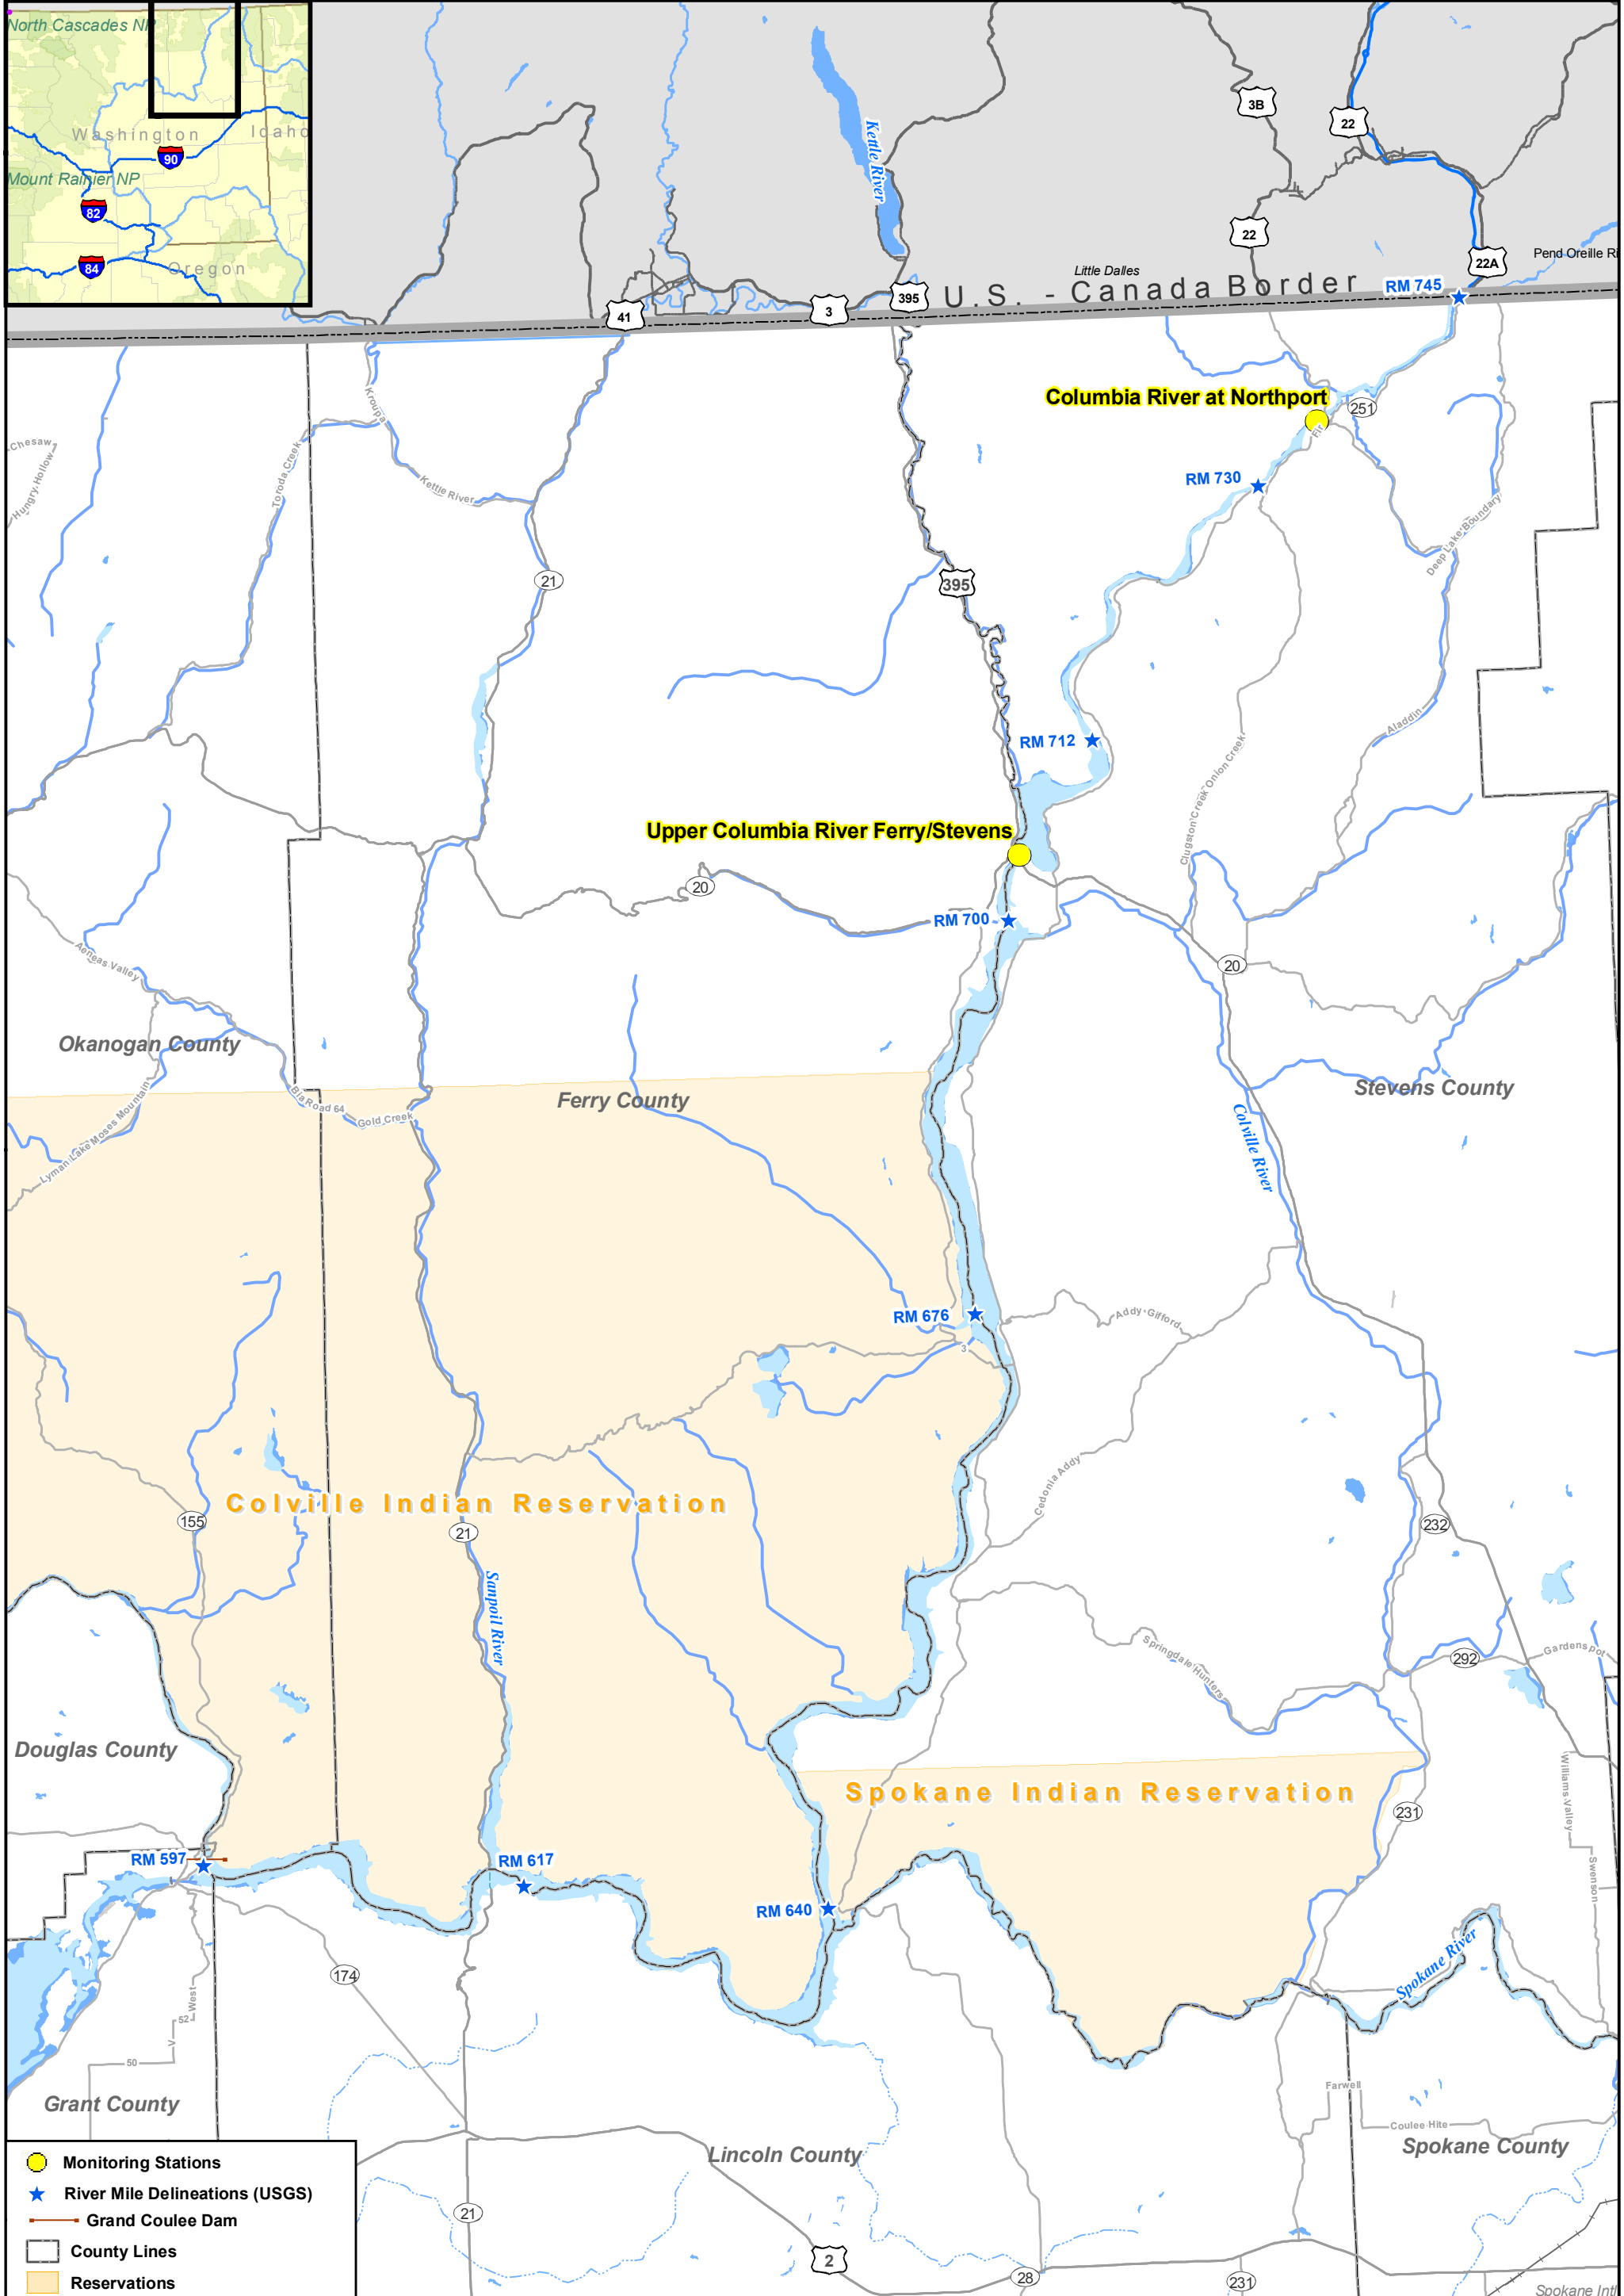 North Cascades NP
Washington
Idaho
90
Mount Rainier NP
82
84
Oregon
Kettle River
3B
22
22
22A
Pend Oreille Ri
Little Dalles
U.S. - Canada Border
RM 745
41
3
395
Columbia River at Northport
251
Fir
RM 730
Kroupa
Chesaw
Hungry Hollow
Toroda Creek
Kettle River
21
395
Deep Lake Boundary
RM 712
Aladdin
Clugston Creek Onion Creek
Upper Columbia River Ferry/Stevens
20
RM 700
20
Aeneas Valley
Okanogan County
Bia Road 64
Gold Creek
Lyman Lake Moses Mountain
Ferry County
Stevens County
Colville River
RM 676
3
Addy-Gifford
Cedonia Addy
Colville Indian Reservation
155
21
232
Sanpoil River
Springdale Hunters
292
Gardenspot
Douglas County
Spokane Indian Reservation
231
Williams Valley
Swenson
RM 597
RM 617
RM 640
174
Spokane River
West
52
V
50
Grant County
Farwell
Coulee Hite
Lincoln County
Spokane County
Monitoring Stations
River Mile Delineations (USGS)
Grand Coulee Dam
County Lines
Reservations
21
2
28
231
Spokane Intl